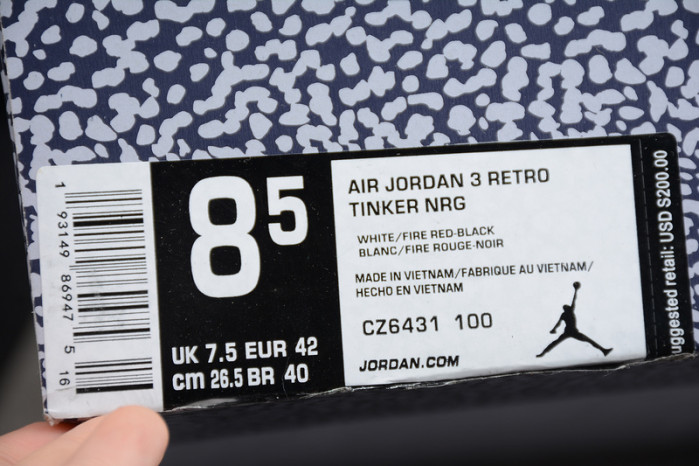 1 93149 86947 5 16
8.5
UK 7.5 EUR 42
cm 26.5 BR 40
AIR JORDAN 3 RETRO
TINKER NRG
WHITE/FIRE RED-BLACK
BLANC/FIRE ROUGE-NOIR
MADE IN VIETNAM/FABRIQUE AU VIETNAM/
HECHO EN VIETNAM
CZ6431 100
JORDAN.COM
uggested retail: USD $200.00